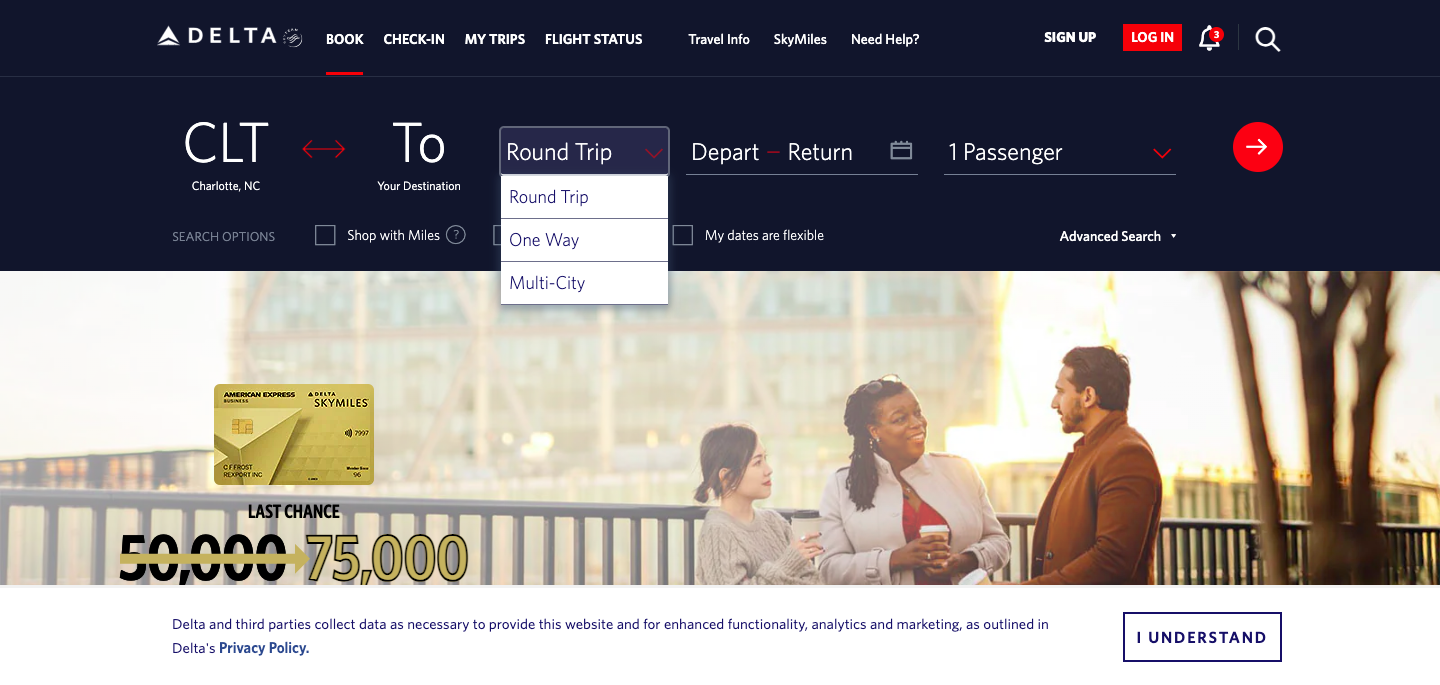 DELTA
BOOK CHECK-IN MY TRIPS FLIGHT STATUS Travel Info SkyMiles Need Help? SIGN UP LOG IN 3
CLT To Round Trip Depart – Return 1 Passenger
Charlotte, NC Your Destination
Round Trip
One Way
Multi-City
SEARCH OPTIONS Shop with Miles ? My dates are flexible Advanced Search
AMERICAN EXPRESS DELTA
BUSINESS SKYMILES
7997
C F FROST
REXPORT INC 96
LAST CHANCE
50,000 75,000
Delta and third parties collect data as necessary to provide this website and for enhanced functionality, analytics and marketing, as outlined in
Delta's Privacy Policy.
I UNDERSTAND